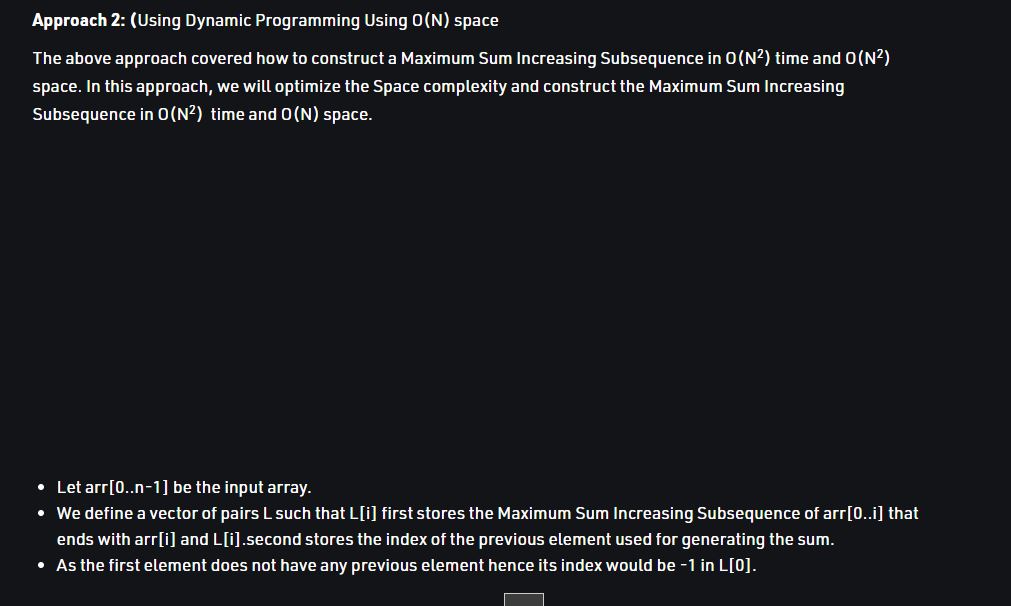 Approach 2: (Using Dynamic Programming Using O(N) space
The above approach covered how to construct a Maximum Sum Increasing Subsequence in O(N²) time and O(N²)
space. In this approach, we will optimize the Space complexity and construct the Maximum Sum Increasing
Subsequence in O(N²) time and O(N) space.
• Let arr[0..n-1] be the input array.
• We define a vector of pairs L such that L[i] first stores the Maximum Sum Increasing Subsequence of arr[0..i] that
ends with arr[i] and L[i].second stores the index of the previous element used for generating the sum.
• As the first element does not have any previous element hence its index would be -1 in L[0].